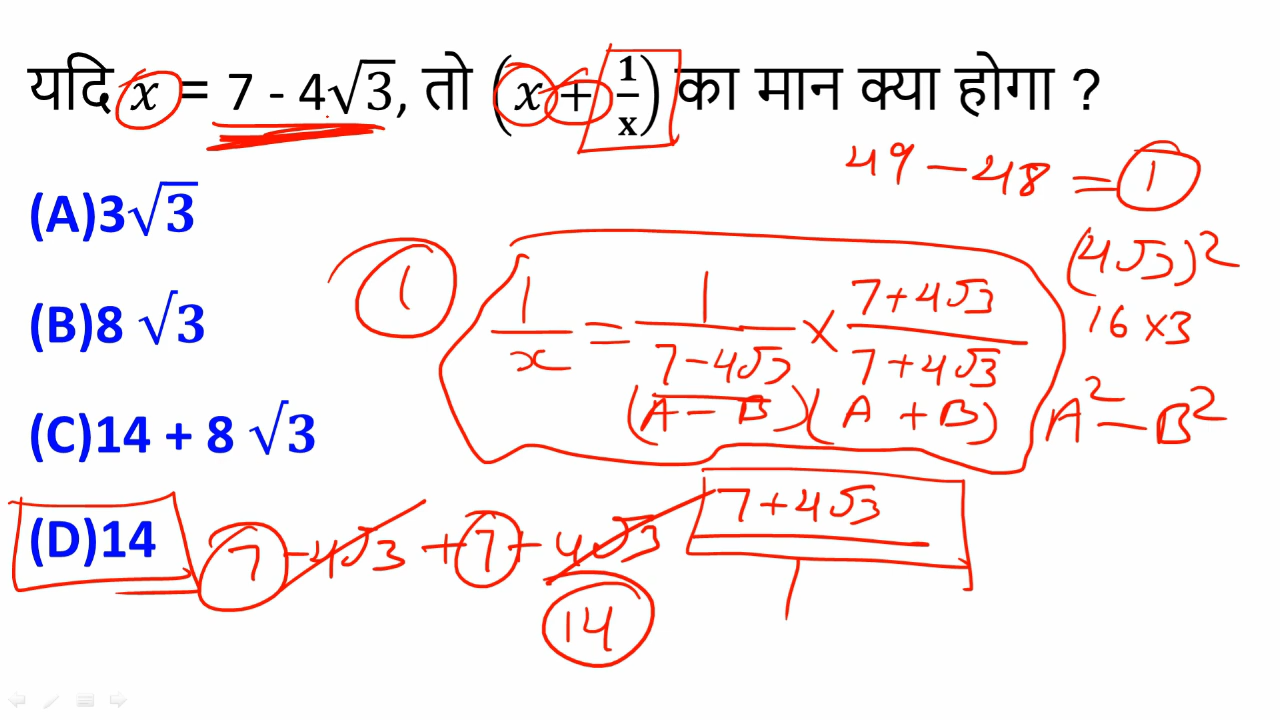 यदि x = 7 - 4√3, तो (x + 1/x) का मान क्या होगा ?
49 - 48 = 1
(A)3√3
(4√3)²
1
1/x = 1/(7-4√3) × (7+4√3)/(7+4√3)
16 × 3
(B)8 √3
(A - B)(A + B) A² - B²
(C)14 + 8 √3
7+4√3
1
(D)14
7 - 4√3 + 7 + 4√3
14